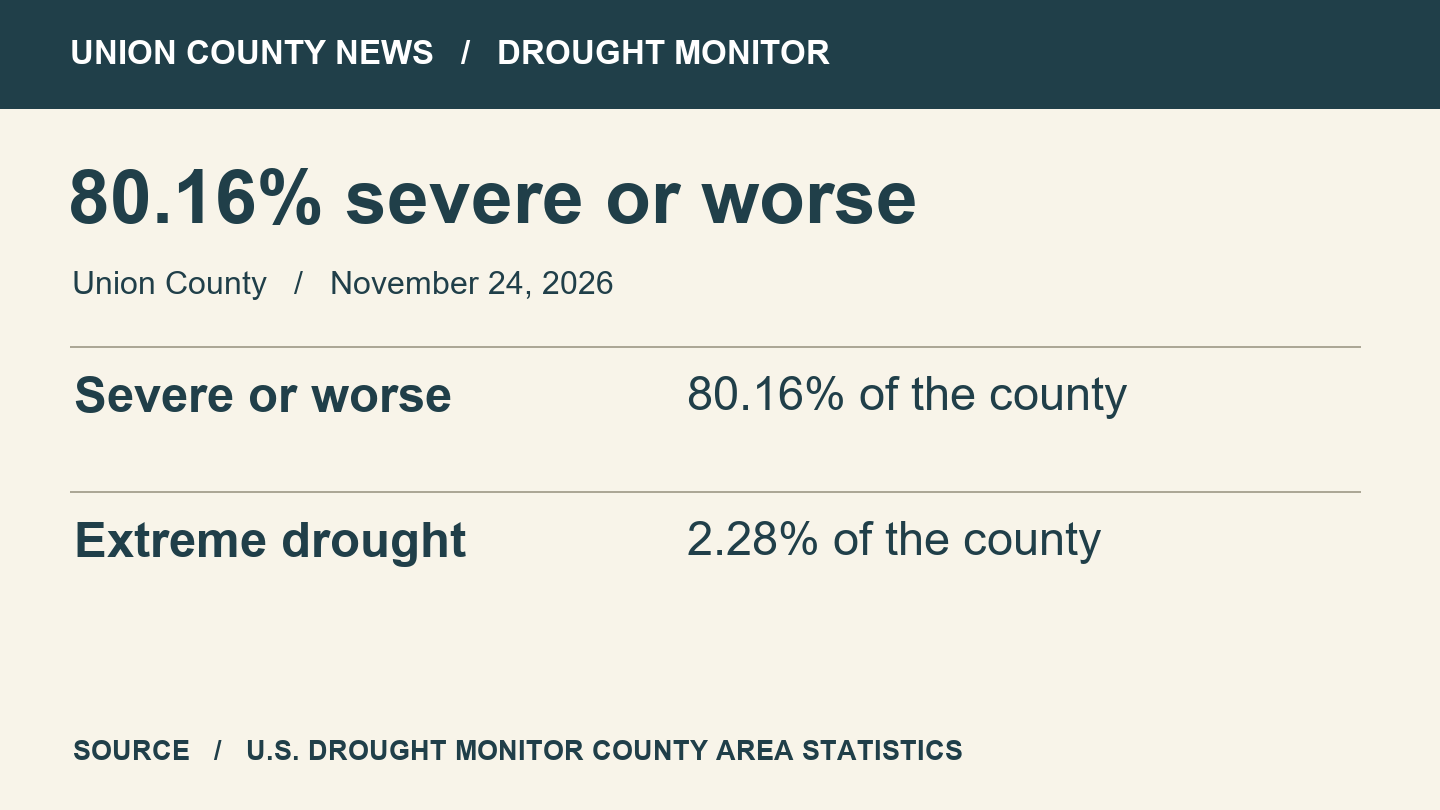 UNION COUNTY NEWS / DROUGHT MONITOR
80.16% severe or worse
Union County / November 24, 2026
Severe or worse 80.16% of the county
Extreme drought 2.28% of the county
SOURCE / U.S. DROUGHT MONITOR COUNTY AREA STATISTICS